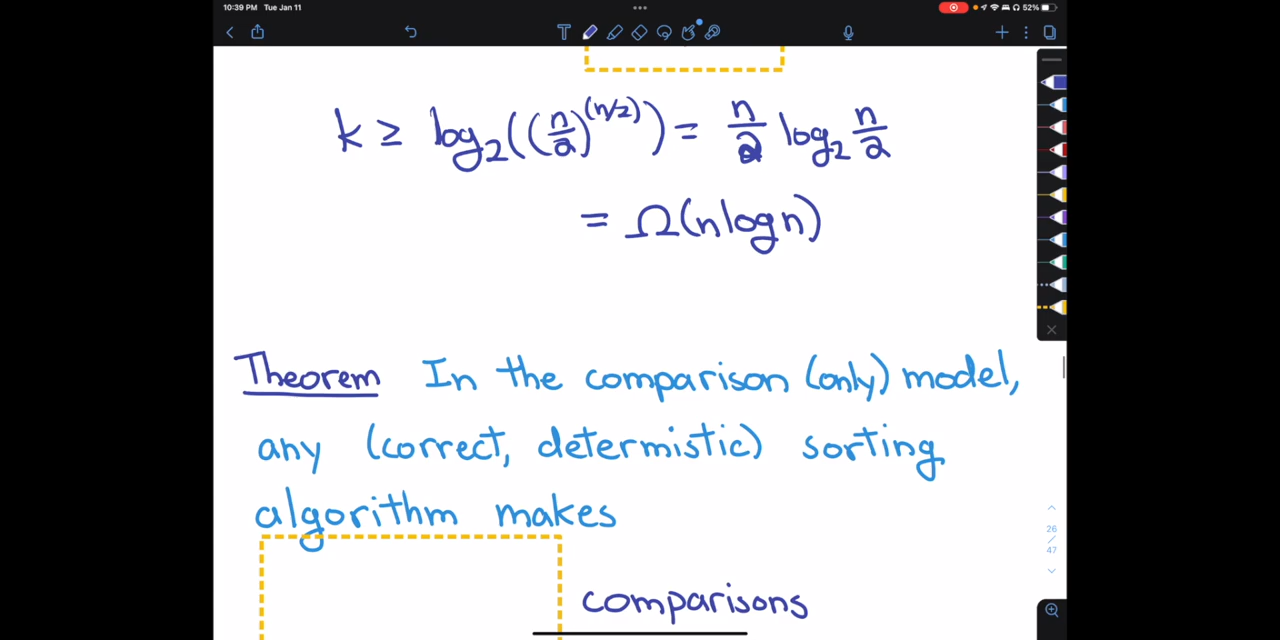 10:39 PM Tue Jan 11
52%
k ≥ log₂((n/2)^(n/2)) = n/2 log₂ n/2
= Ω(nlogn)
Theorem In the comparison (only) model,
any (correct, determistic) sorting
algorithm makes
comparisons
26
/
47